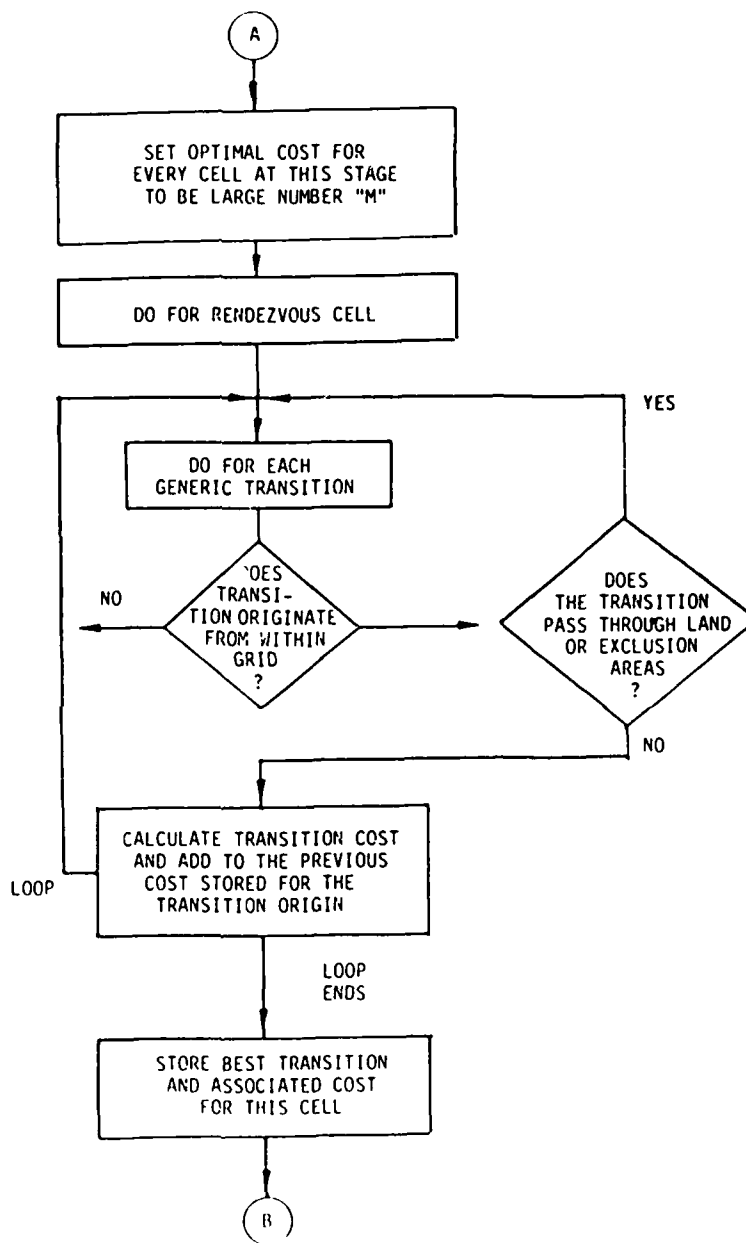 A
SET OPTIMAL COST FOR
EVERY CELL AT THIS STAGE
TO BE LARGE NUMBER "M"
DO FOR RENDEZVOUS CELL
YES
DO FOR EACH
GENERIC TRANSITION
NO
OES
TRANSI-
TION ORIGINATE
FROM WITHIN
GRID
?
DOES
THE TRANSITION
PASS THROUGH LAND
OR EXCLUSION
AREAS
?
NO
CALCULATE TRANSITION COST
AND ADD TO THE PREVIOUS
COST STORED FOR THE
TRANSITION ORIGIN
LOOP
LOOP
ENDS
STORE BEST TRANSITION
AND ASSOCIATED COST
FOR THIS CELL
B